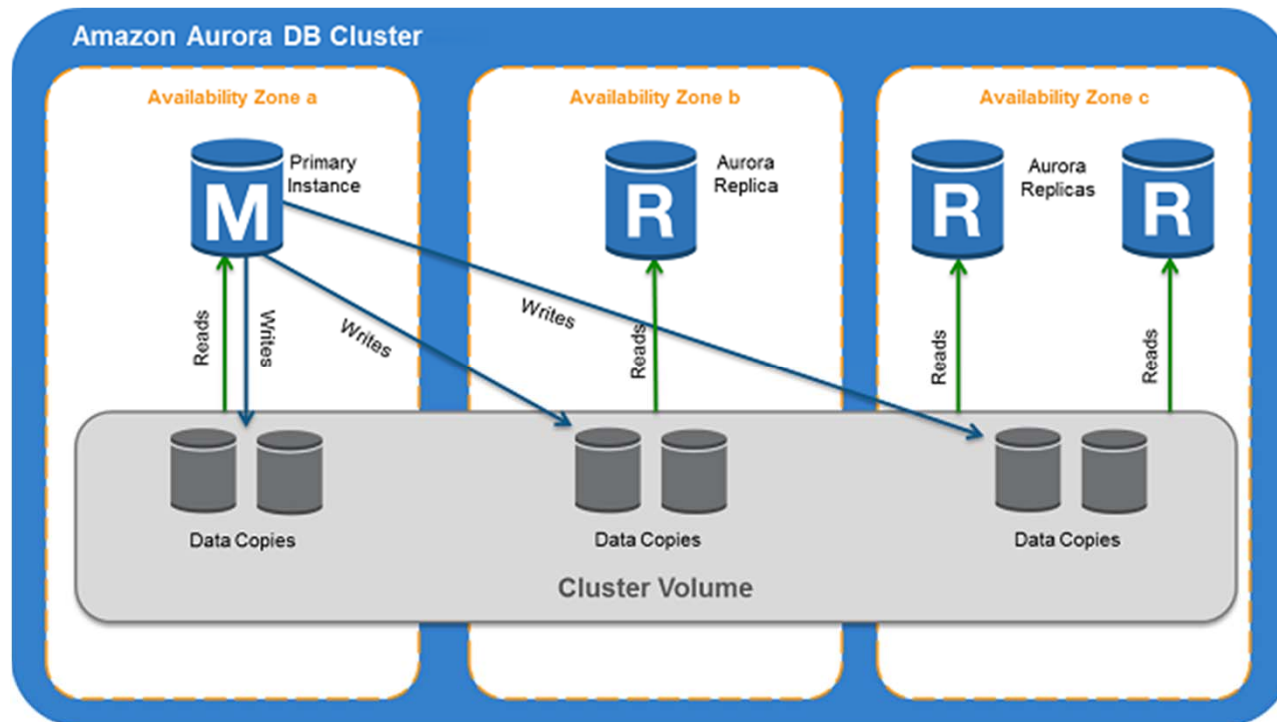 Amazon Aurora DB Cluster
Availability Zone a
Availability Zone b
Availability Zone c
M
Primary
Instance
R
Aurora
Replica
R
Aurora
Replicas
R
Reads
Writes
Writes
Writes
Reads
Reads
Reads
Data Copies
Data Copies
Data Copies
Cluster Volume